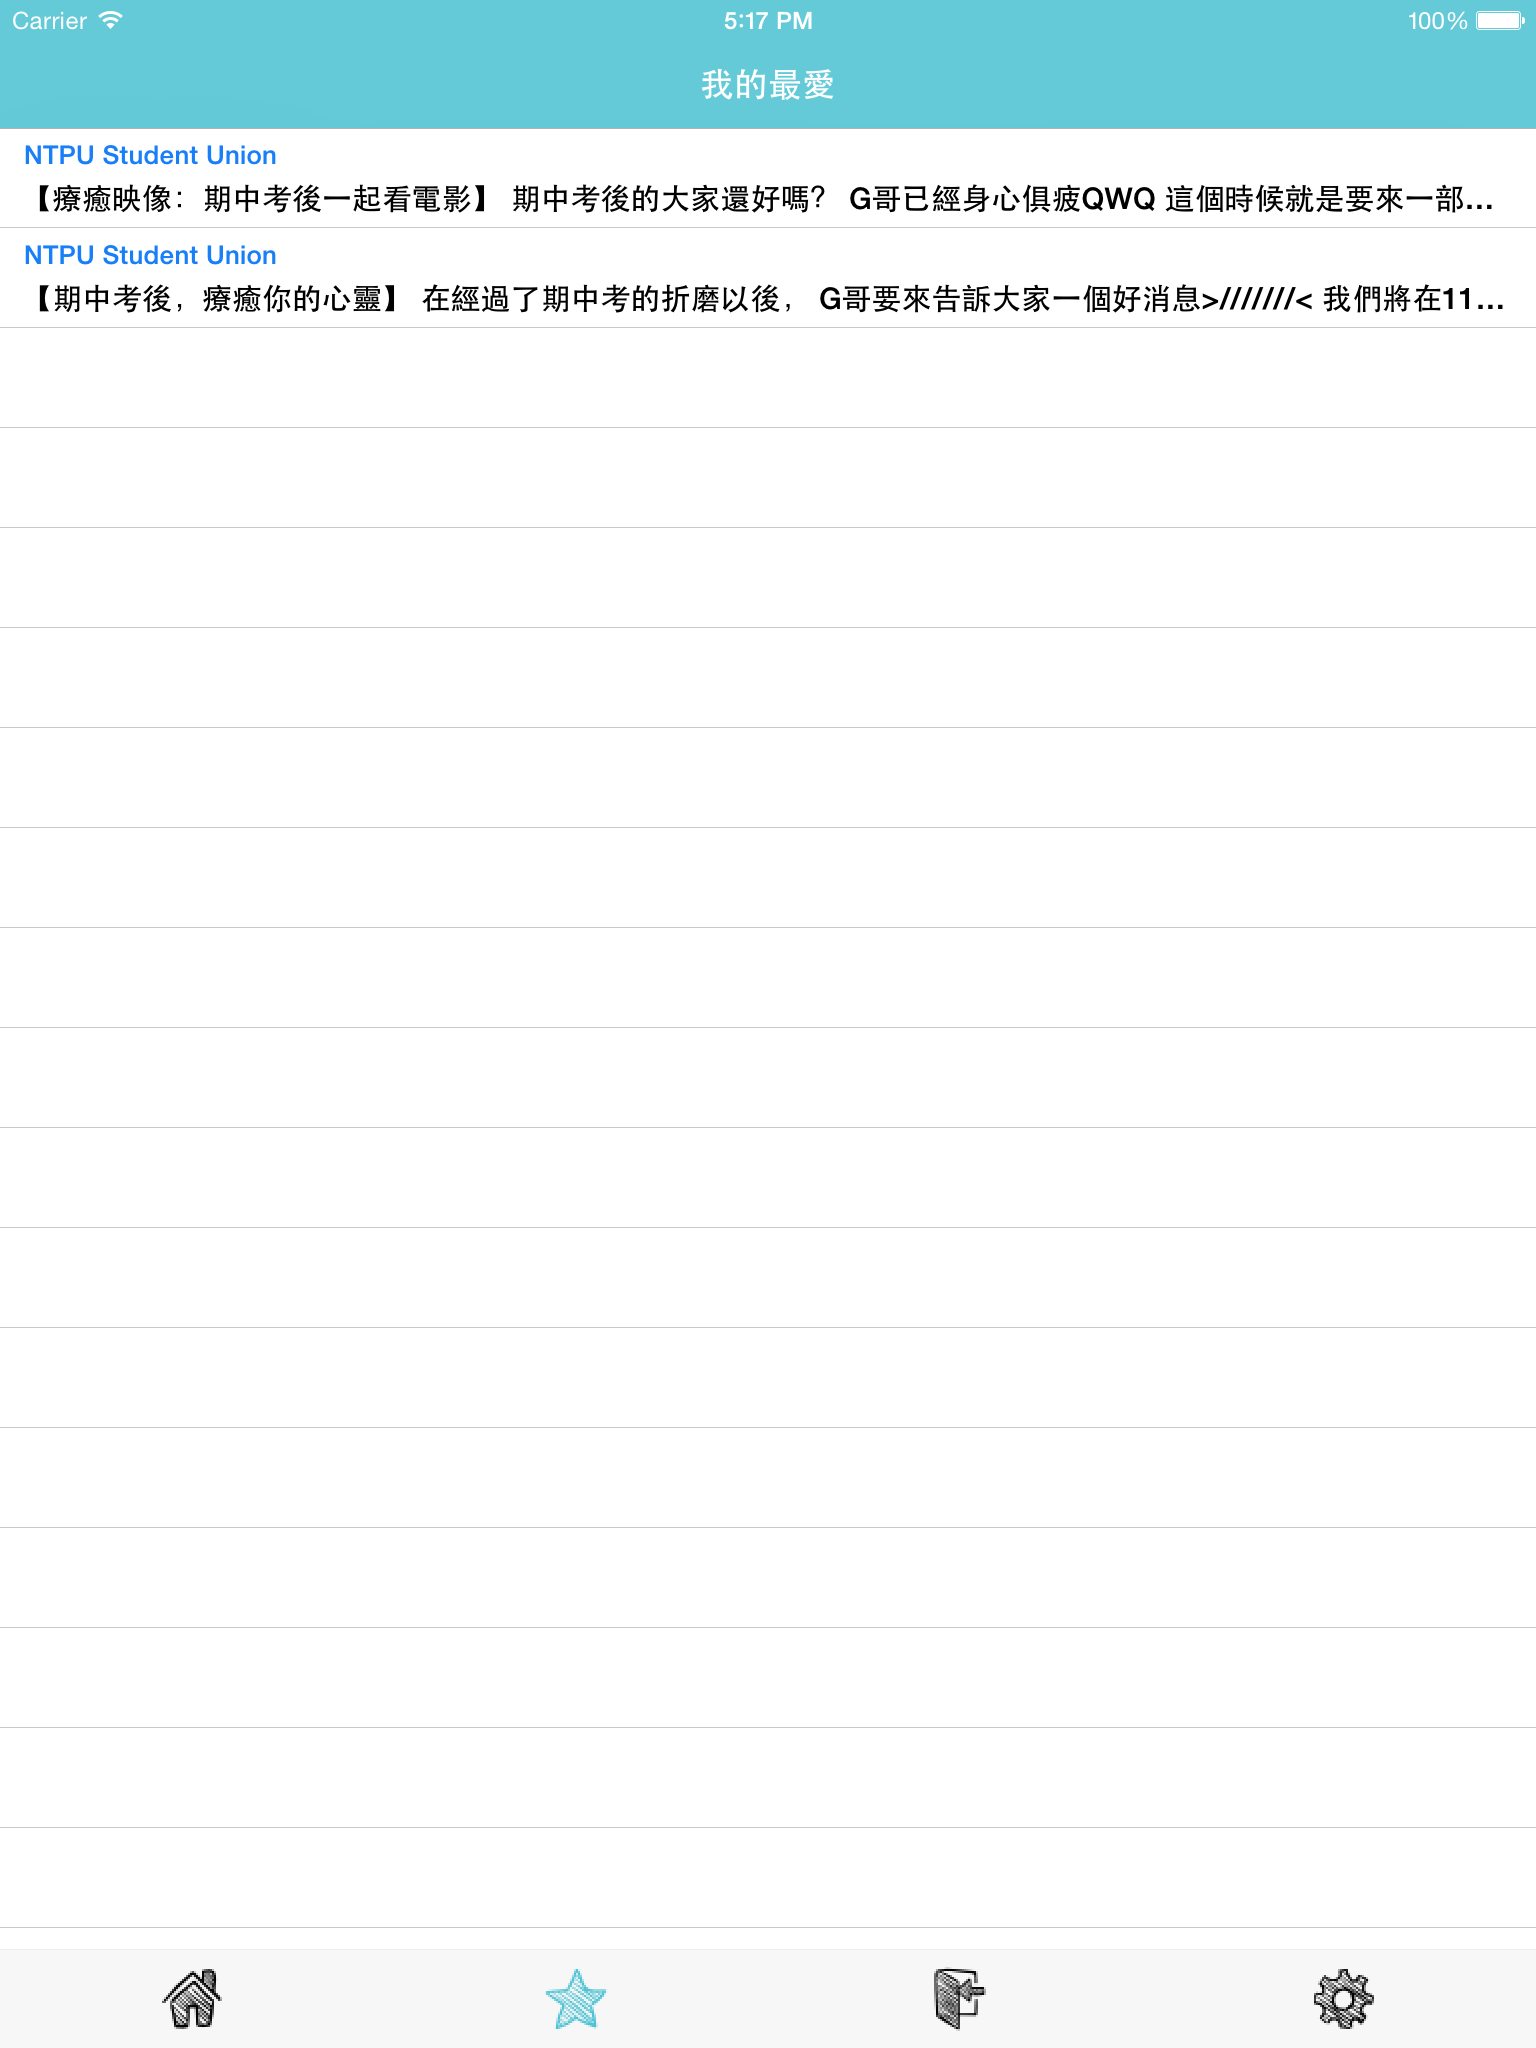 Carrier 5:17 PM 100%
我的最愛
NTPU Student Union
【療癒映像：期中考後一起看電影】 期中考後的大家還好嗎？ G哥已經身心俱疲QWQ 這個時候就是要來一部...
NTPU Student Union
【期中考後，療癒你的心靈】 在經過了期中考的折磨以後， G哥要來告訴大家一個好消息>///////< 我們將在11...